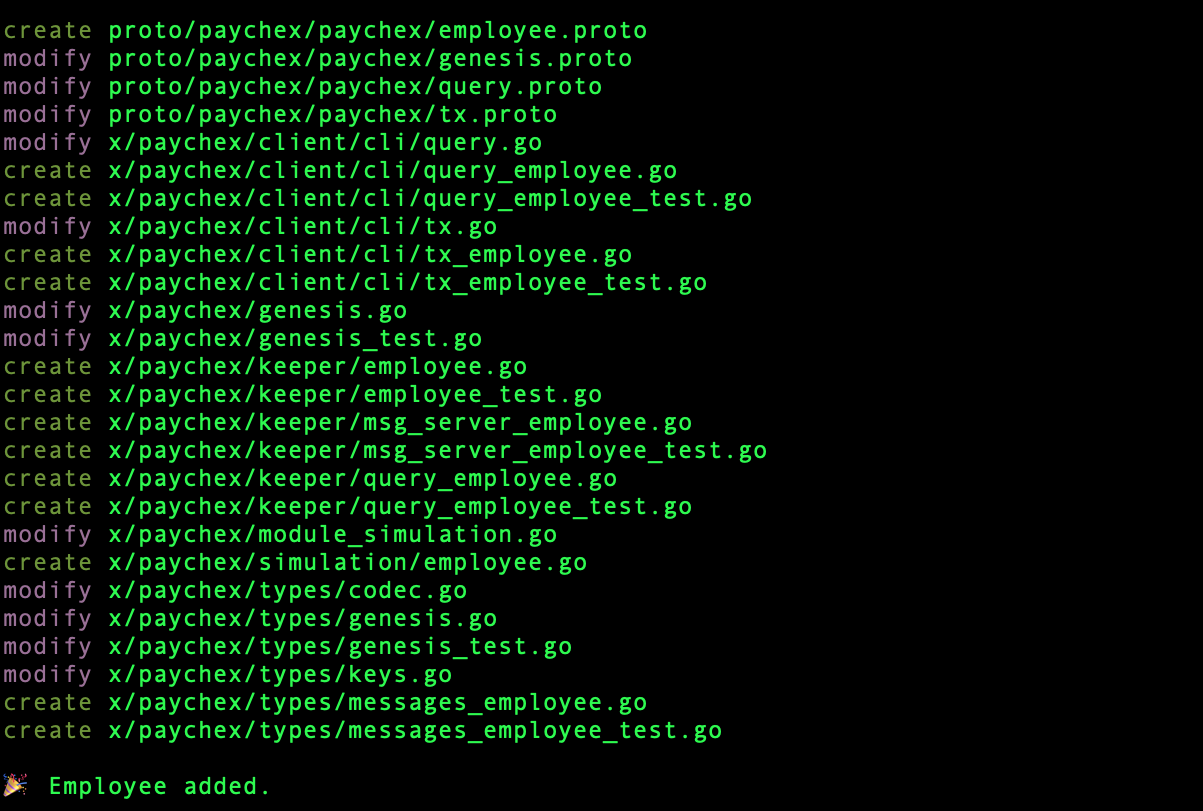 create proto/paychex/paychex/employee.proto
modify proto/paychex/paychex/genesis.proto
modify proto/paychex/paychex/query.proto
modify proto/paychex/paychex/tx.proto
modify x/paychex/client/cli/query.go
create x/paychex/client/cli/query_employee.go
create x/paychex/client/cli/query_employee_test.go
modify x/paychex/client/cli/tx.go
create x/paychex/client/cli/tx_employee.go
create x/paychex/client/cli/tx_employee_test.go
modify x/paychex/genesis.go
modify x/paychex/genesis_test.go
create x/paychex/keeper/employee.go
create x/paychex/keeper/employee_test.go
create x/paychex/keeper/msg_server_employee.go
create x/paychex/keeper/msg_server_employee_test.go
create x/paychex/keeper/query_employee.go
create x/paychex/keeper/query_employee_test.go
modify x/paychex/module_simulation.go
create x/paychex/simulation/employee.go
modify x/paychex/types/codec.go
modify x/paychex/types/genesis.go
modify x/paychex/types/genesis_test.go
modify x/paychex/types/keys.go
create x/paychex/types/messages_employee.go
create x/paychex/types/messages_employee_test.go
🎉 Employee added.